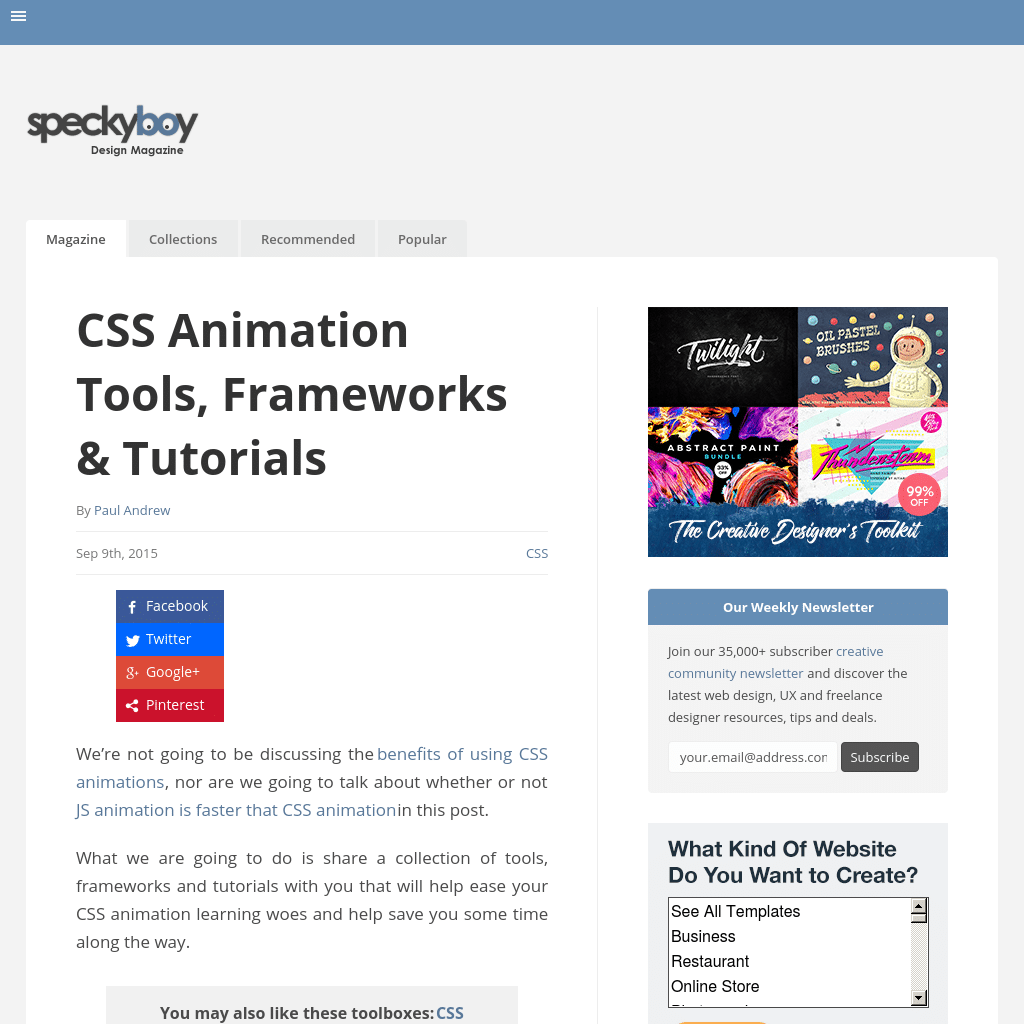 speckyboy
Design Magazine
Magazine
Collections
Recommended
Popular
CSS Animation
Tools, Frameworks
& Tutorials
By Paul Andrew
Sep 9th, 2015
CSS
Facebook
Twitter
Google+
Pinterest
We’re not going to be discussing the benefits of using CSS
animations, nor are we going to talk about whether or not
JS animation is faster that CSS animation in this post.
What we are going to do is share a collection of tools,
frameworks and tutorials with you that will help ease your
CSS animation learning woes and help save you some time
along the way.
You may also like these toolboxes: CSS
Twilight
OIL PASTEL
BRUSHES
ABSTRACT PAINT
BUNDLE
33%
OFF
Thunderstorm
99%
OFF
The Creative Designer's Toolkit
Our Weekly Newsletter
Join our 35,000+ subscriber creative
community newsletter and discover the
latest web design, UX and freelance
designer resources, tips and deals.
your.email@address.con
Subscribe
What Kind Of Website
Do You Want to Create?
See All Templates
Business
Restaurant
Online Store